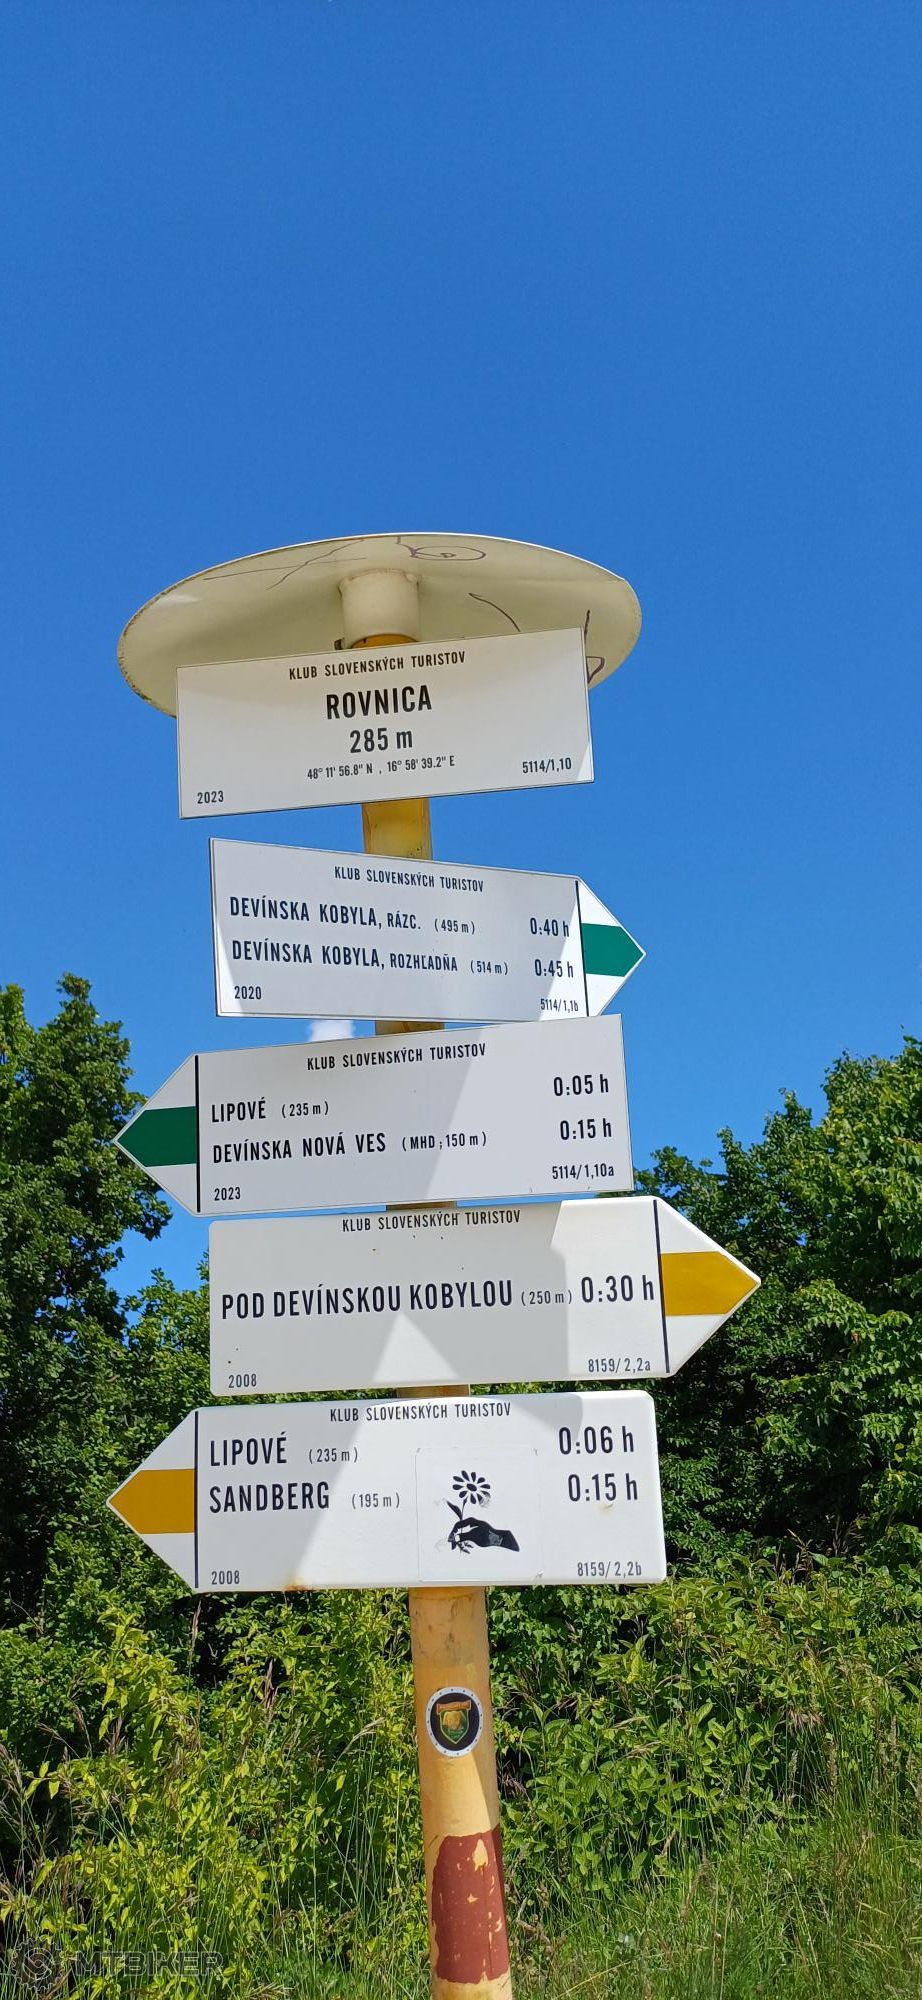 KLUB SLOVENSKÝCH TURISTOV
ROVNICA
285 m
48° 11' 56.8" N , 16° 58' 39.2" E
5114/1,10
2023
KLUB SLOVENSKÝCH TURISTOV
DEVÍNSKA KOBYLA, RÁZC. (495 m) 0:40 h
DEVÍNSKA KOBYLA, ROZHĽADŇA (514 m) 0:45 h
2020 5114/1,1b
KLUB SLOVENSKÝCH TURISTOV
LIPOVÉ (235 m) 0:05 h
DEVÍNSKA NOVÁ VES (MHD ; 150 m) 0:15 h
2023 5114/1,10a
KLUB SLOVENSKÝCH TURISTOV
POD DEVÍNSKOU KOBYLOU (250 m) 0:30 h
2008 8159/2,2a
KLUB SLOVENSKÝCH TURISTOV
LIPOVÉ (235 m) 0:06 h
SANDBERG (195 m) 0:15 h
2008 8159/2,2b
MTBIKER